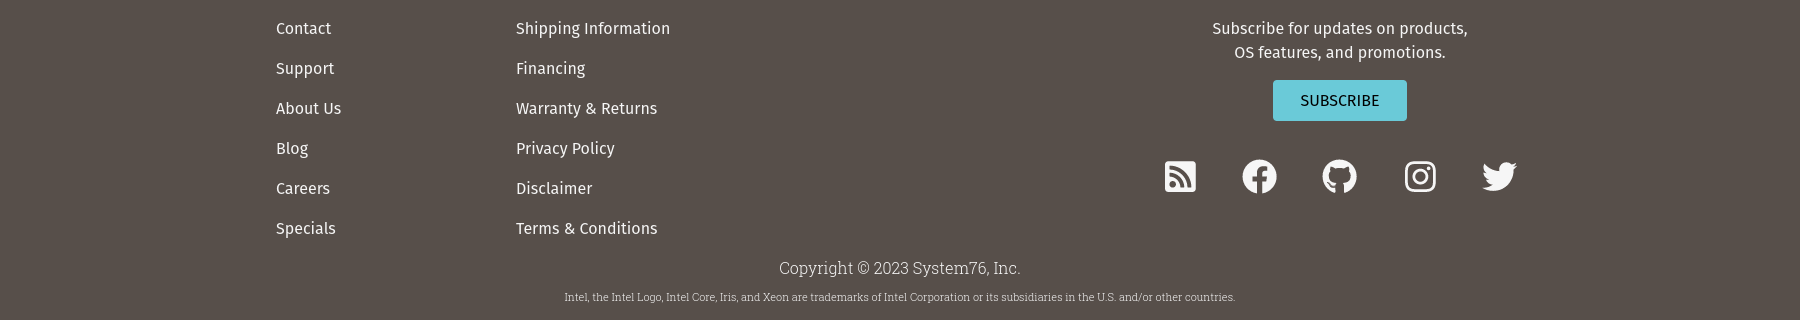 Contact
Support
About Us
Blog
Careers
Specials
Shipping Information
Financing
Warranty & Returns
Privacy Policy
Disclaimer
Terms & Conditions
Subscribe for updates on products,
OS features, and promotions.
SUBSCRIBE
Copyright © 2023 System76, Inc.
Intel, the Intel Logo, Intel Core, Iris, and Xeon are trademarks of Intel Corporation or its subsidiaries in the U.S. and/or other countries.